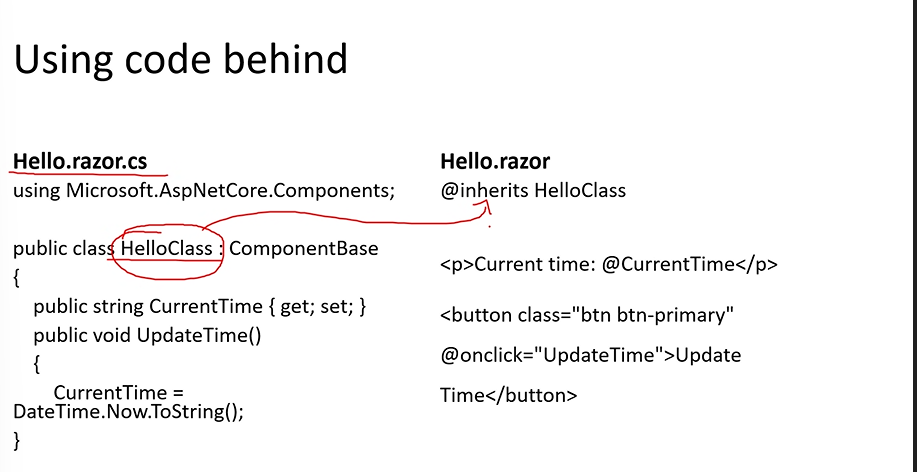 Using code behind
Hello.razor.cs
using Microsoft.AspNetCore.Components;
public class HelloClass : ComponentBase
{
public string CurrentTime { get; set; }
public void UpdateTime()
{
CurrentTime =
DateTime.Now.ToString();
}
Hello.razor
@inherits HelloClass
<p>Current time: @CurrentTime</p>
<button class="btn btn-primary"
@onclick="UpdateTime">Update
Time</button>